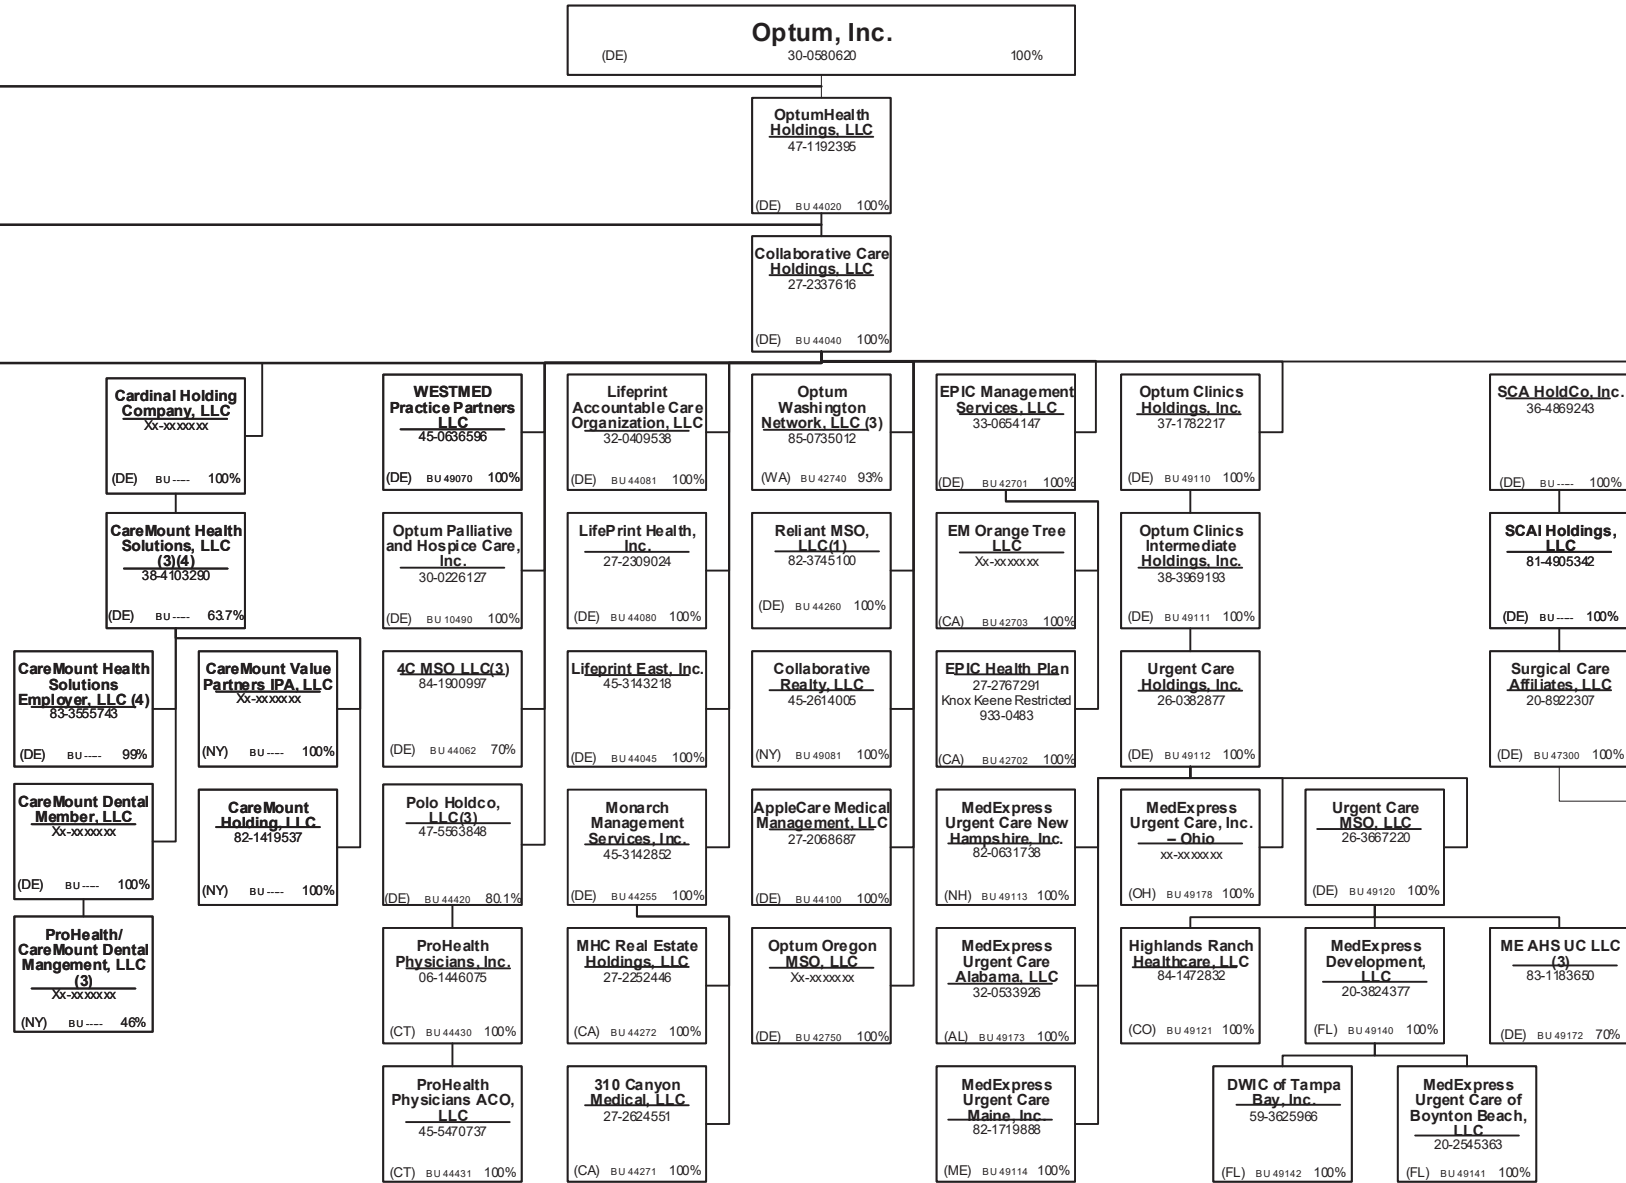 Optum, Inc.
(DE) 30-0580620 100%
OptumHealth
Holdings, LLC
47-1192395
(DE) BU 44020 100%
Collaborative Care
Holdings, LLC
27-2337616
(DE) BU 44040 100%
Cardinal Holding
Company, LLC
Xx-xxxxxxx
(DE) BU ----- 100%
WESTMED
Practice Partners
LLC
45-0636596
(DE) BU 49070 100%
Lifeprint
Accountable Care
Organization, LLC
32-0409538
(DE) BU 44081 100%
Optum
Washington
Network, LLC (3)
85-0735012
(WA) BU 42740 93%
EPIC Management
Services, LLC
33-0654147
(DE) BU 42701 100%
Optum Clinics
Holdings, Inc.
37-1782217
(DE) BU 49110 100%
SCA HoldCo, Inc.
36-4869243
(DE) BU ----- 100%
CareMount Health
Solutions, LLC
(3)(4)
38-4103290
(DE) BU ----- 63.7%
Optum Palliative
and Hospice Care,
Inc.
30-0226127
(DE) BU 10490 100%
LifePrint Health,
Inc.
27-2309024
(DE) BU 44080 100%
Reliant MSO,
LLC(1)
82-3745100
(DE) BU 44260 100%
EM Orange Tree
LLC
Xx-xxxxxxx
(CA) BU 42703 100%
Optum Clinics
Intermediate
Holdings, Inc.
38-3969193
(DE) BU 49111 100%
SCAI Holdings,
LLC
81-4905342
(DE) BU ----- 100%
CareMount Health
Solutions
Employer, LLC (4)
83-3555743
(DE) BU ----- 99%
CareMount Value
Partners IPA, LLC
Xx-xxxxxxx
(NY) BU ----- 100%
4C MSO LLC(3)
84-1900997
(DE) BU 44062 70%
Lifeprint East, Inc.
45-3143218
(DE) BU 44045 100%
Collaborative
Realty, LLC
45-2614005
(NY) BU 49081 100%
EPIC Health Plan
27-2767291
Knox Keene Restricted
933-0483
(CA) BU 42702 100%
Urgent Care
Holdings, Inc.
26-0382877
(DE) BU 49112 100%
Surgical Care
Affiliates, LLC
20-8922307
(DE) BU 47300 100%
CareMount Dental
Member, LLC
Xx-xxxxxxx
(DE) BU ----- 100%
CareMount
Holding, LLC
82-1419537
(NY) BU ----- 100%
Polo Holdco,
LLC(3)
47-5563848
(DE) BU 44420 80.1%
Monarch
Management
Services, Inc.
45-3142852
(DE) BU 44255 100%
AppleCare Medical
Management, LLC
27-2068687
(DE) BU 44100 100%
MedExpress
Urgent Care New
Hampshire, Inc.
82-0631738
(NH) BU 49113 100%
MedExpress
Urgent Care, Inc.
– Ohio
xx-xxxxxxx
(OH) BU 49178 100%
Urgent Care
MSO, LLC
26-3667220
(DE) BU 49120 100%
ProHealth/
CareMount Dental
Mangement, LLC
(3)
Xx-xxxxxxx
(NY) BU ----- 46%
ProHealth
Physicians, Inc.
06-1446075
(CT) BU 44430 100%
MHC Real Estate
Holdings, LLC
27-2252446
(CA) BU 44272 100%
Optum Oregon
MSO, LLC
Xx-xxxxxxx
(DE) BU 42750 100%
MedExpress
Urgent Care
Alabama, LLC
32-0533926
(AL) BU 49173 100%
Highlands Ranch
Healthcare, LLC
84-1472832
(CO) BU 49121 100%
MedExpress
Development,
LLC
20-3824377
(FL) BU 49140 100%
ME AHS UC LLC
(3)
83-1183650
(DE) BU 49172 70%
ProHealth
Physicians ACO,
LLC
45-5470737
(CT) BU 44431 100%
310 Canyon
Medical, LLC
27-2624551
(CA) BU 44271 100%
MedExpress
Urgent Care
Maine, Inc.
82-1719888
(ME) BU 49114 100%
DWIC of Tampa
Bay, Inc.
59-3625966
(FL) BU 49142 100%
MedExpress
Urgent Care of
Boynton Beach,
LLC
20-2545363
(FL) BU 49141 100%